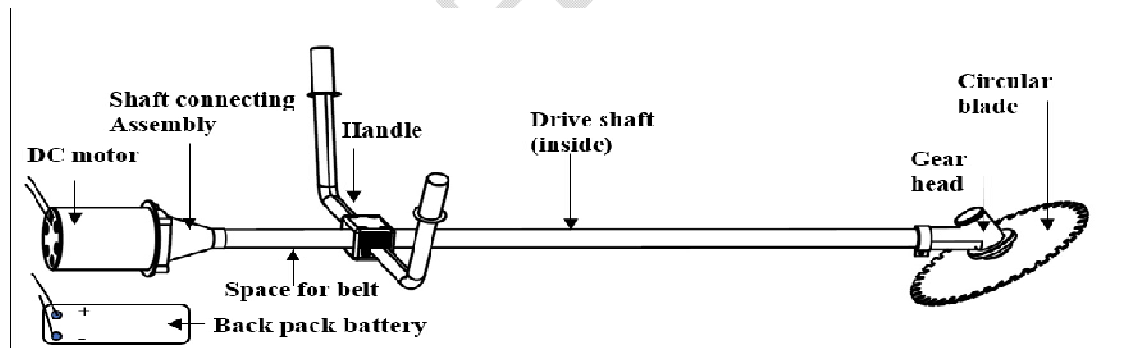 Circular
blade
Shaft connecting
Assembly
Handle
Drive shaft
(inside)
DC motor
Gear
head
Space for belt
+
-
Back pack battery